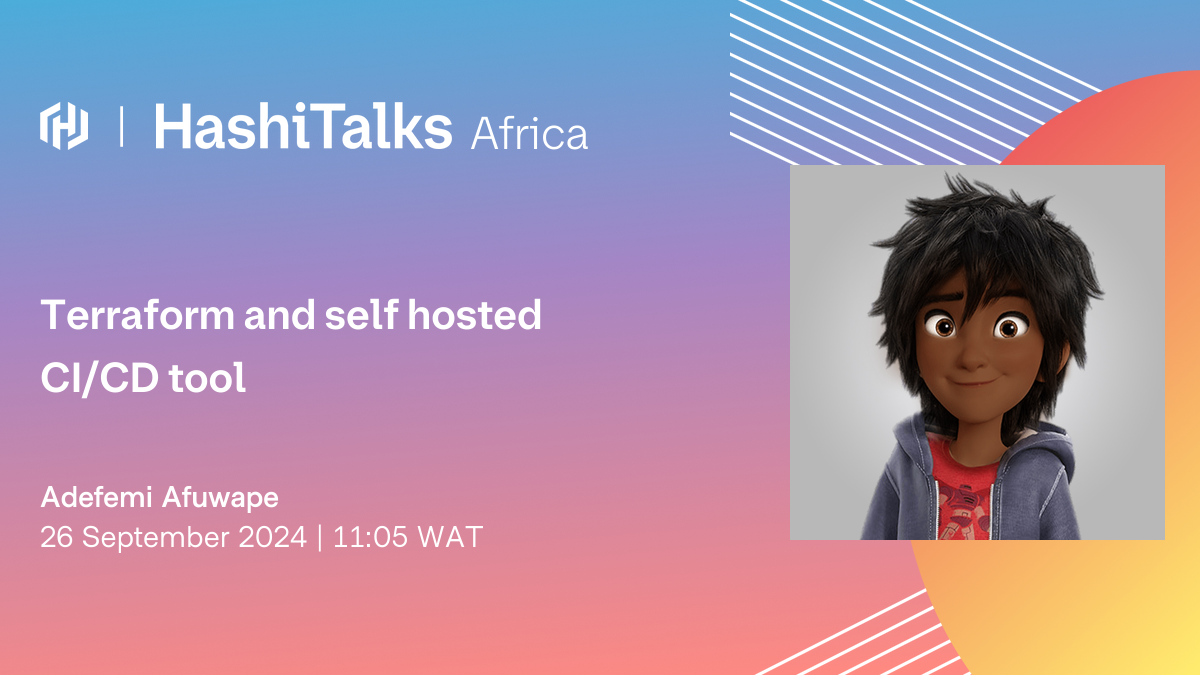 HashiTalks Africa
Terraform and self hosted
CI/CD tool
Adefemi Afuwape
26 September 2024 | 11:05 WAT